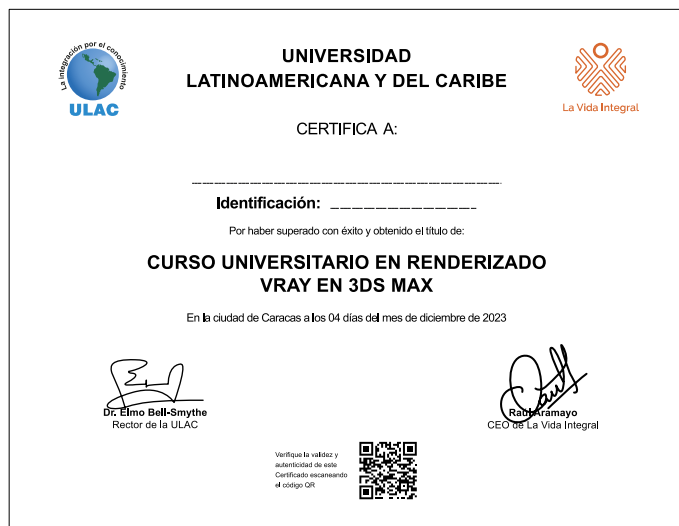 La integración por el conocimiento
ULAC
UNIVERSIDAD
LATINOAMERICANA Y DEL CARIBE
La Vida Integral
CERTIFICA A:
Identificación:
Por haber superado con éxito y obtenido el título de:
CURSO UNIVERSITARIO EN RENDERIZADO
VRAY EN 3DS MAX
En la ciudad de Caracas a los 04 días del mes de diciembre de 2023
Dr. Elmo Bell-Smythe
Rector de la ULAC
Raúl Aramayo
CEO de La Vida Integral
Verifique la validez y
autenticidad de este
Certificado escaneando
el código QR